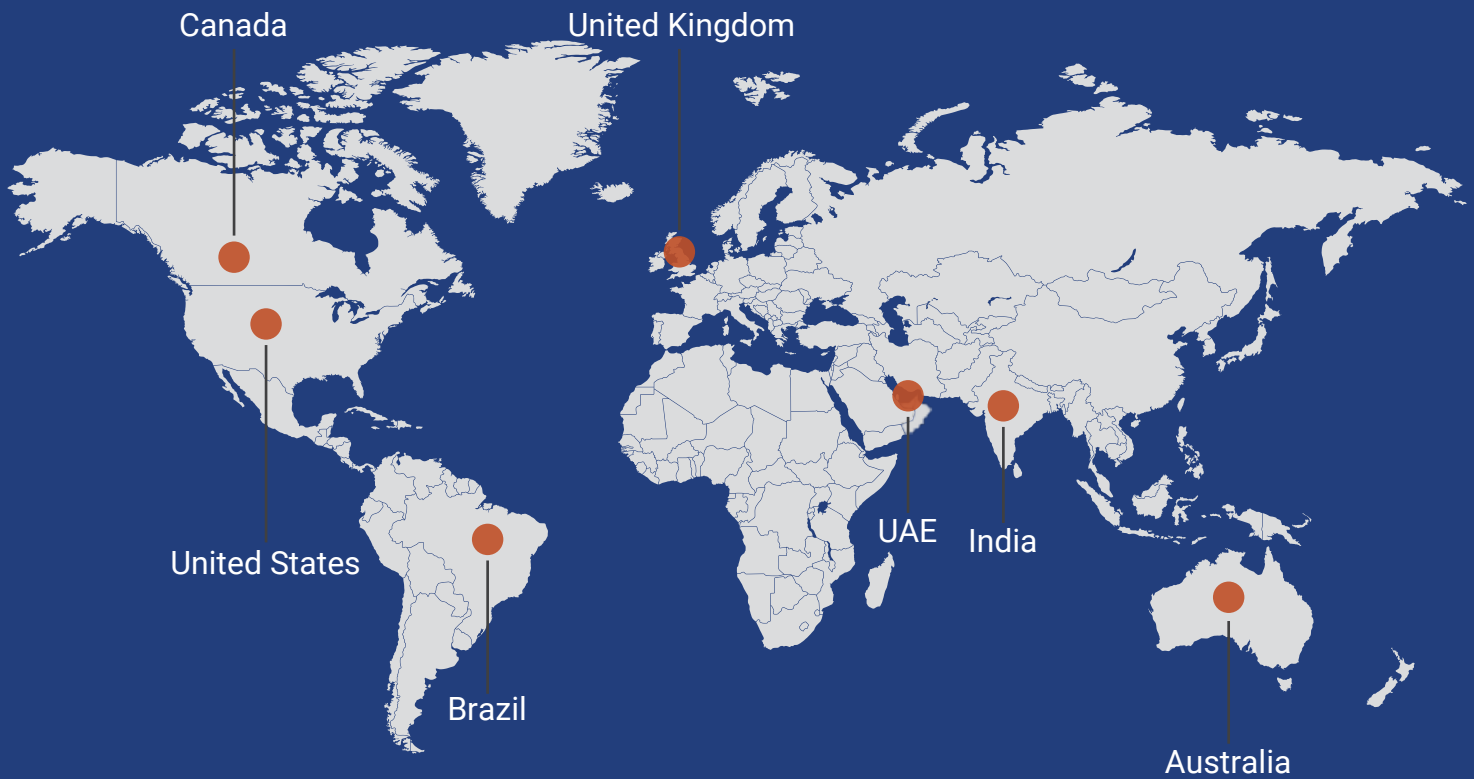 Canada
United Kingdom
UAE
India
United States
Brazil
Australia